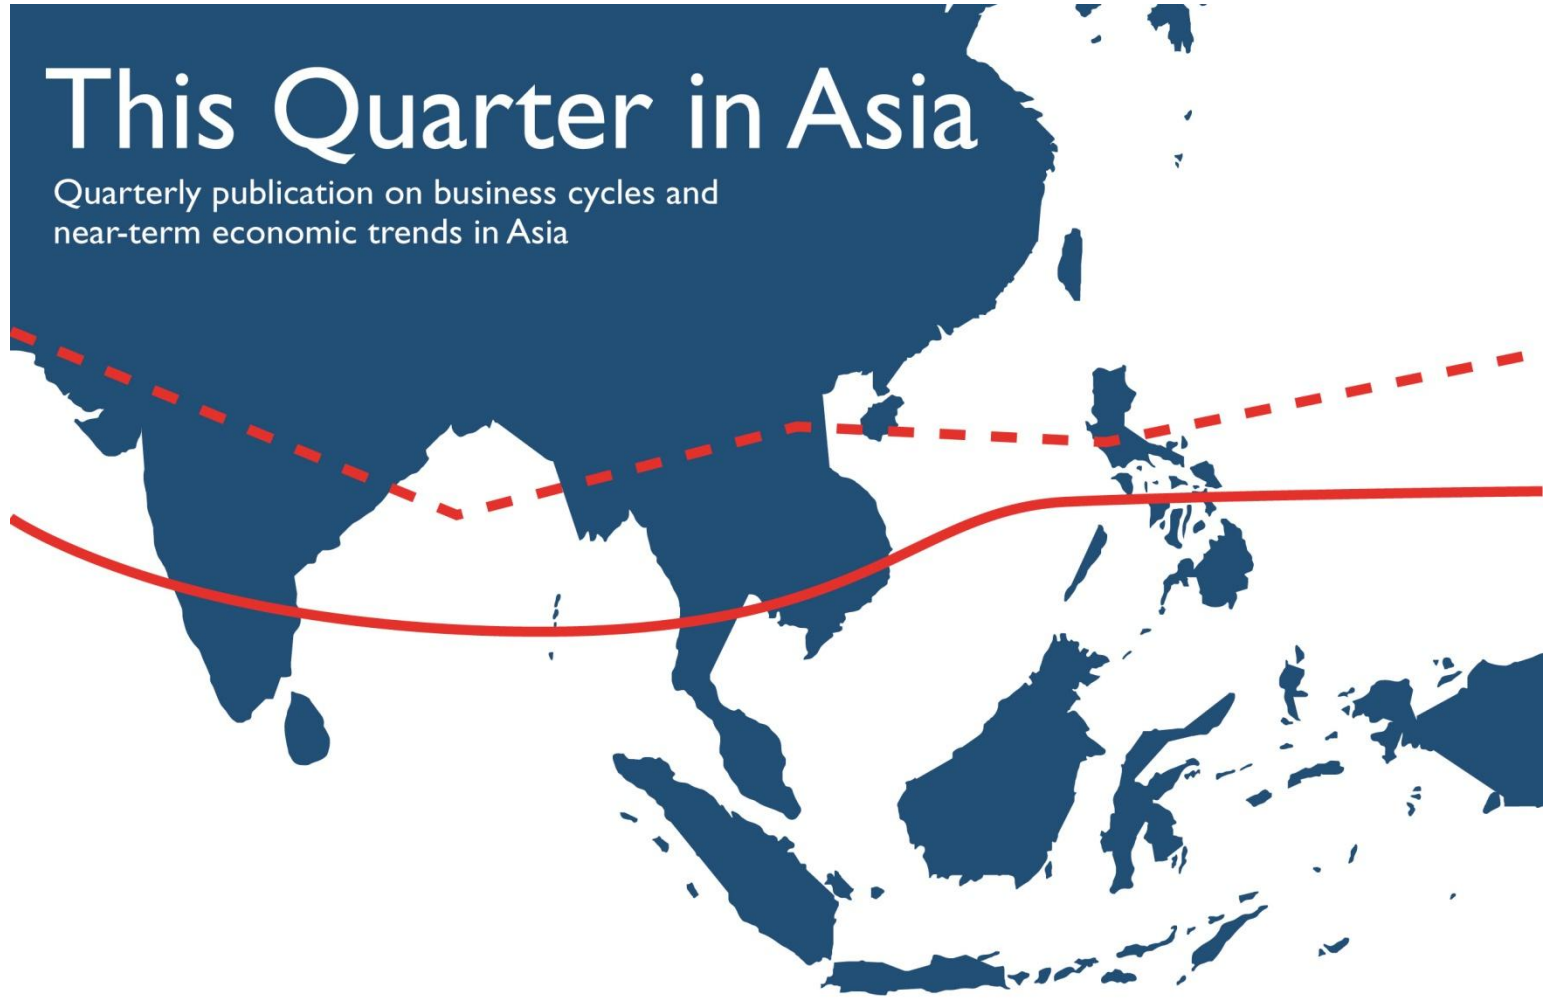 This Quarter in Asia
Quarterly publication on business cycles and
near-term economic trends in Asia